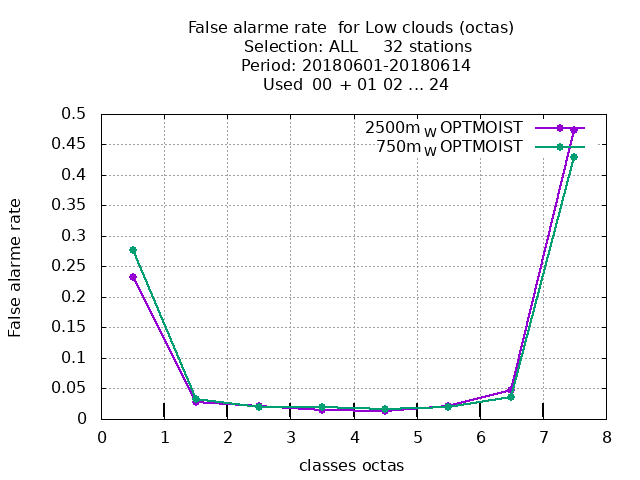 False alarme rate for Low clouds (octas)
Selection: ALL 32 stations
Period: 20180601-20180614
Used 00 + 01 02 ... 24
2500m W OPTMOIST
750m W OPTMOIST
0.5
0.45
0.4
0.35
0.3
0.25
0.2
0.15
0.1
0.05
0
False alarme rate
0 1 2 3 4 5 6 7 8
classes octas